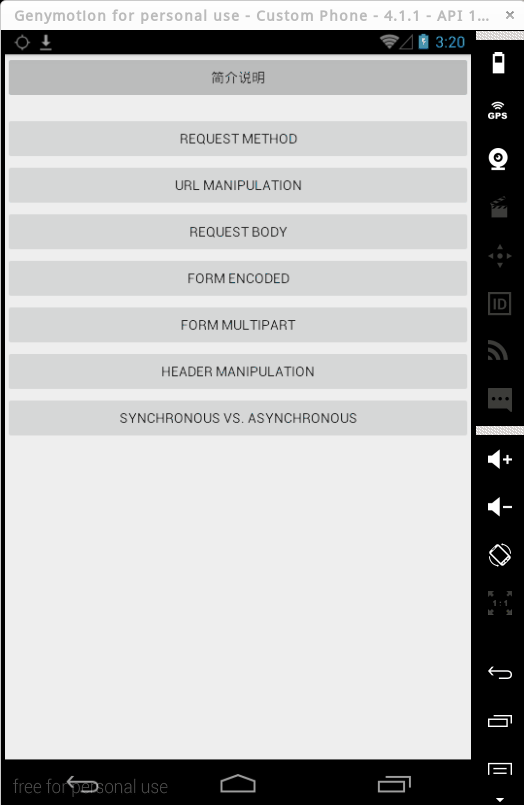 Genymotion for personal use - Custom Phone - 4.1.1 - API 1...
3:20
简介说明
REQUEST METHOD
URL MANIPULATION
REQUEST BODY
FORM ENCODED
FORM MULTIPART
HEADER MANIPULATION
SYNCHRONOUS VS. ASYNCHRONOUS
GPS
ID
1:1
free for personal use